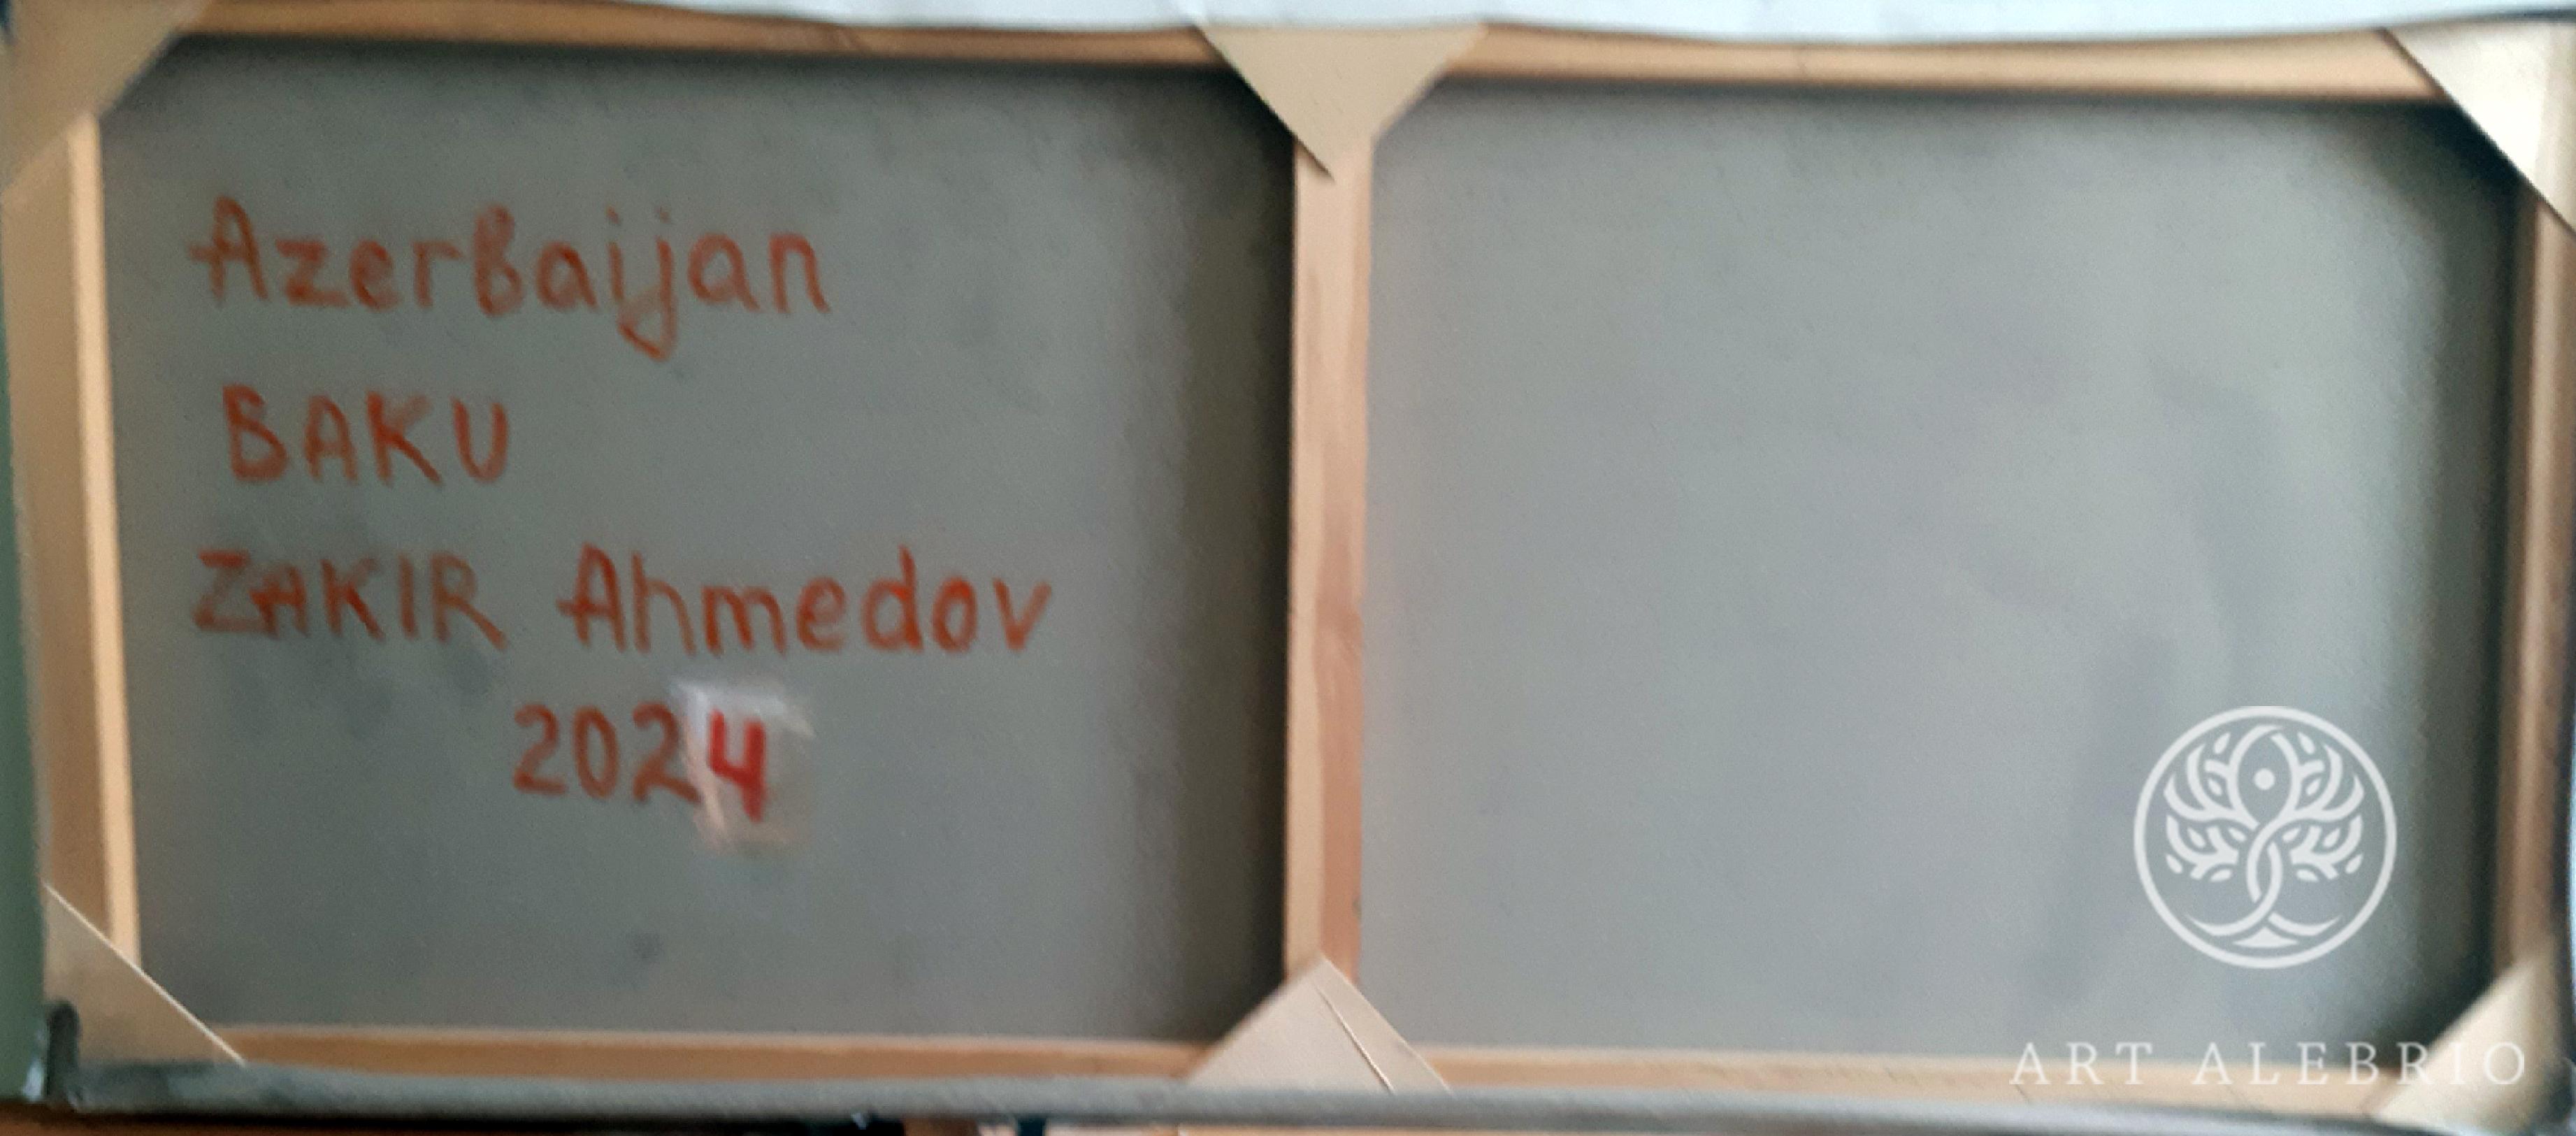 AzerBaijan
BAKU
ZAKIR Ahmedov
2024
ART ALEBRIO